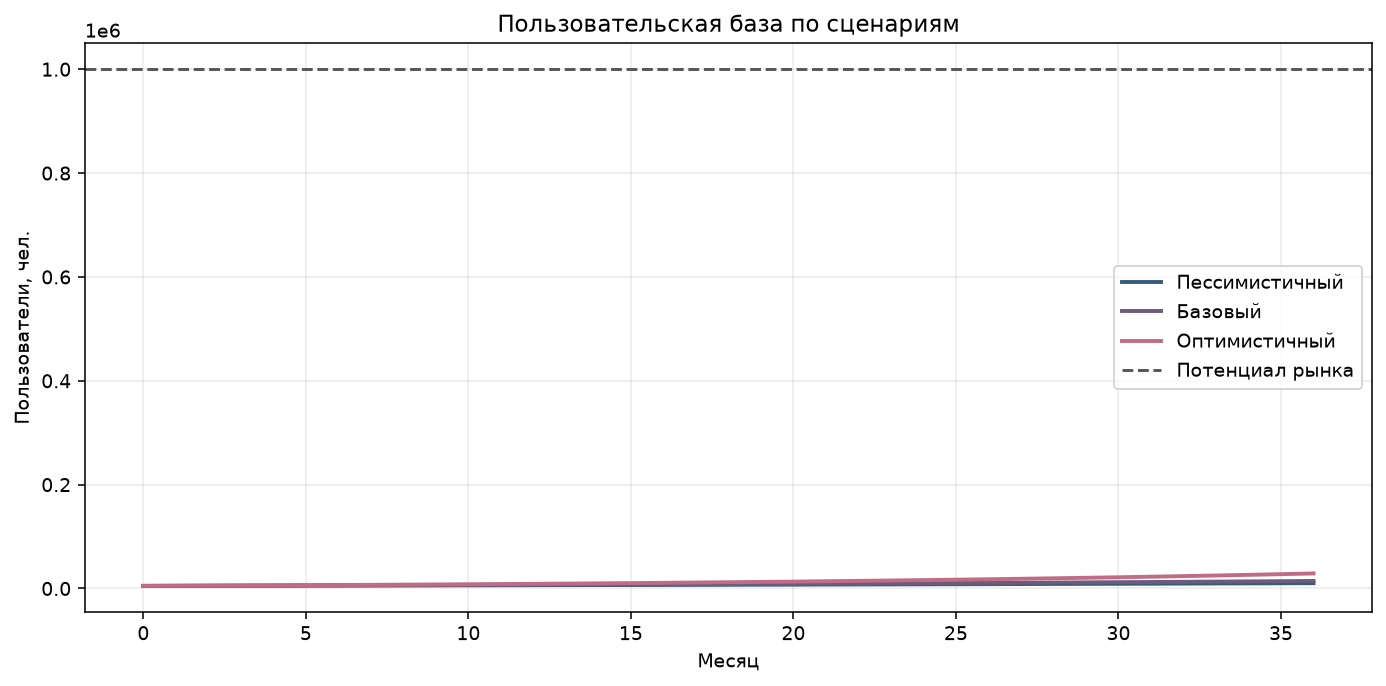 Пользовательская база по сценариям
1e6
1.0
0.8
0.6
0.4
0.2
0.0
Пользователи, чел.
Пессимистичный
Базовый
Оптимистичный
Потенциал рынка
0 5 10 15 20 25 30 35
Месяц